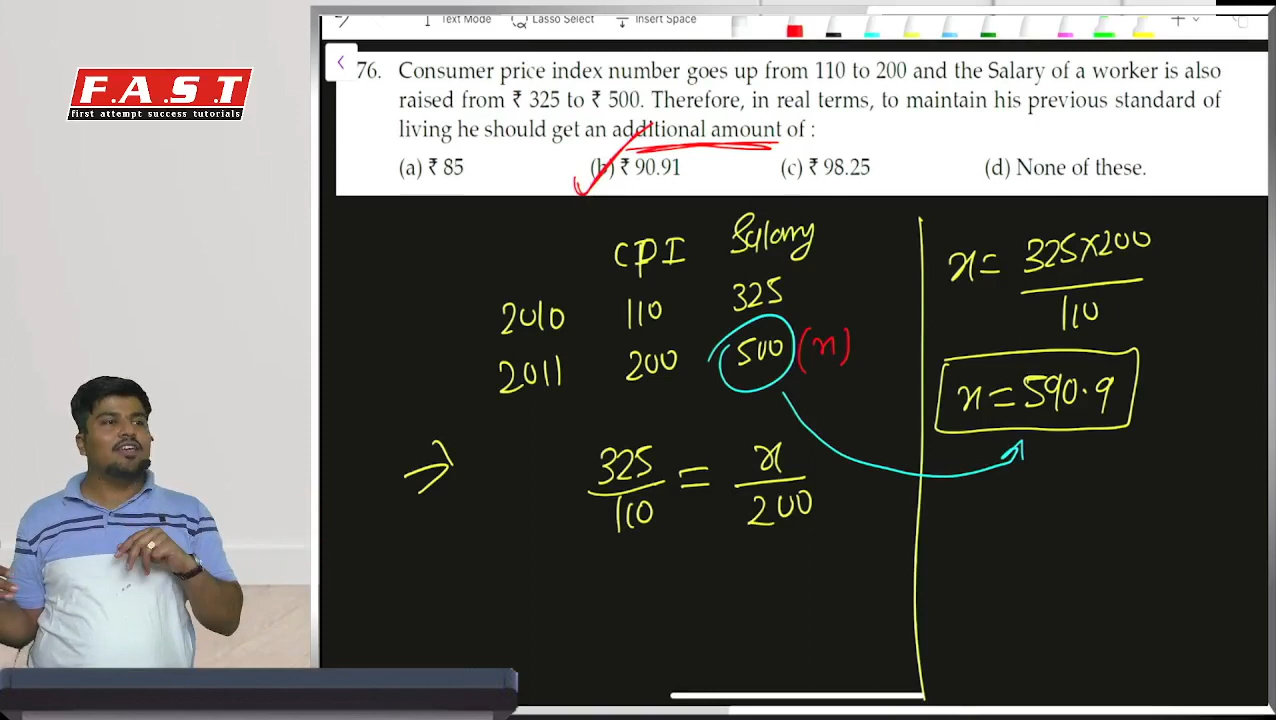 Text Mode Lasso Select Insert Space
F.A.S.T
first attempt success tutorials
76. Consumer price index number goes up from 110 to 200 and the Salary of a worker is also
raised from ₹ 325 to ₹ 500. Therefore, in real terms, to maintain his previous standard of
living he should get an additional amount of :
(a) ₹ 85 (b) ₹ 90.91 (c) ₹ 98.25 (d) None of these.
CPI Salary
2010 110 325
2011 200 500 (x)
325/110 = x/200
x = 325x200/110
x = 590.9